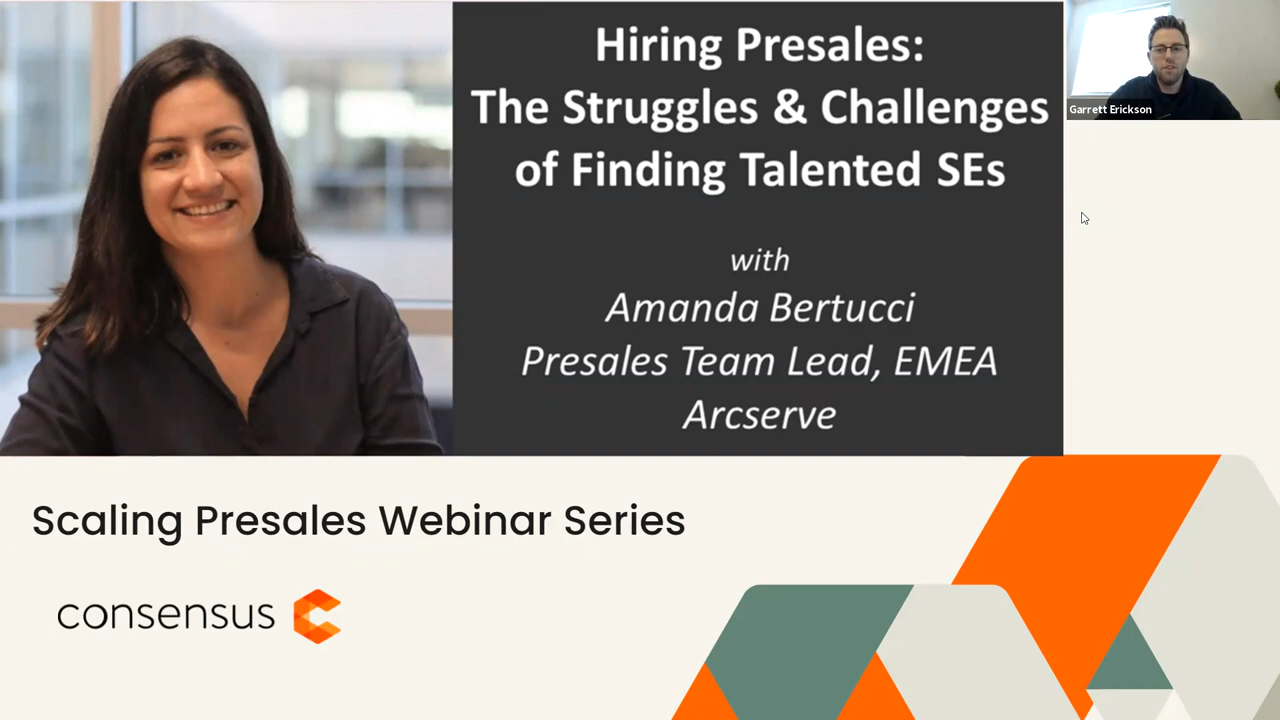 Hiring Presales:
The Struggles & Challenges
of Finding Talented SEs
with
Amanda Bertucci
Presales Team Lead, EMEA
Arcserve
Garrett Erickson
Scaling Presales Webinar Series
consensus